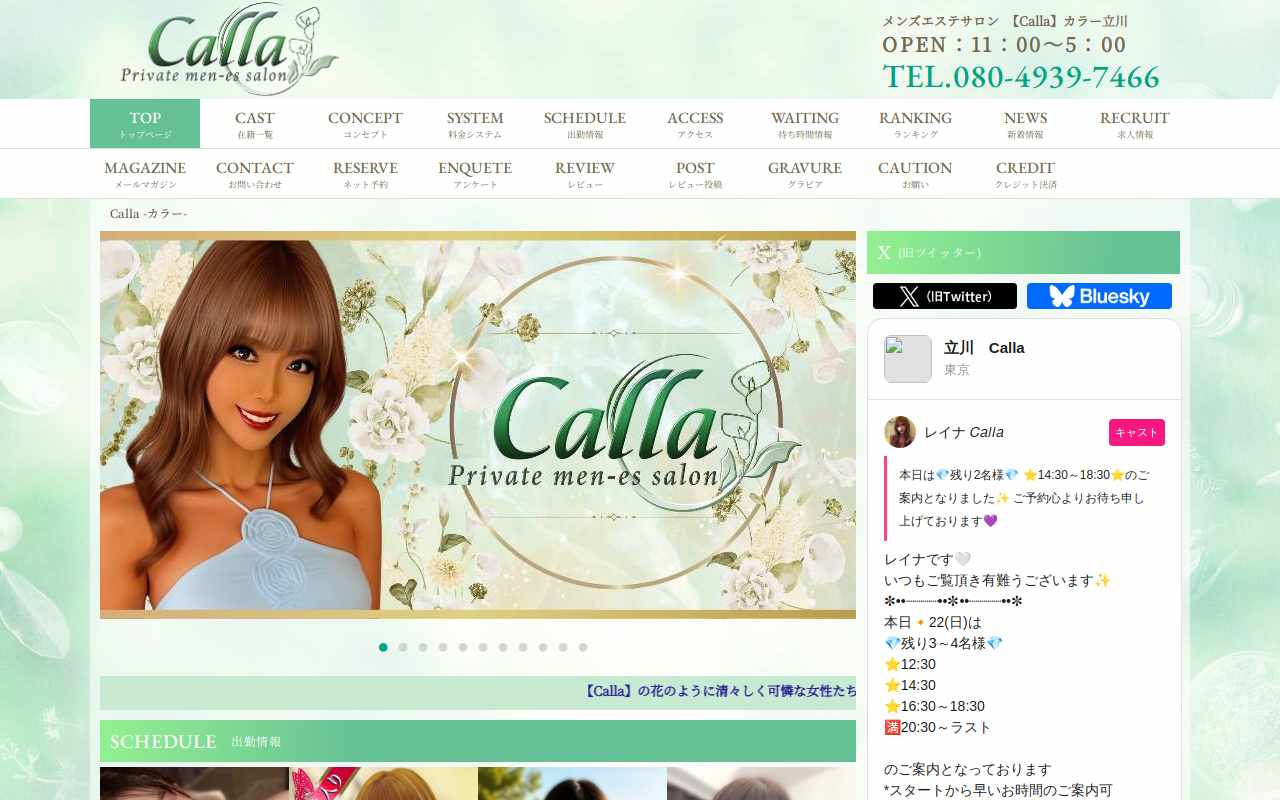 Calla
Private men-es salon
メンズエステサロン 【Calla】カラー立川
OPEN：11：00～5：00
TEL.080-4939-7466
TOP
トップページ
CAST
在籍一覧
CONCEPT
コンセプト
SYSTEM
料金システム
SCHEDULE
出勤情報
ACCESS
アクセス
WAITING
待ち時間情報
RANKING
ランキング
NEWS
新着情報
RECRUIT
求人情報
MAGAZINE
メールマガジン
CONTACT
お問い合わせ
RESERVE
ネット予約
ENQUETE
アンケート
REVIEW
レビュー
POST
レビュー投稿
GRAVURE
グラビア
CAUTION
お願い
CREDIT
クレジット決済
Calla -カラー-
Calla
Private men-es salon
【Calla】の花のように清々しく可憐な女性たち
SCHEDULE 出勤情報
入り
X (旧ツイッター)
(旧Twitter)
Bluesky
立川 Calla
東京
レイナ Calla
キャスト
本日は💎残り2名様💎 ⭐14:30～18:30⭐のご
案内となりました✨ ご予約心よりお待ち申し
上げております💜
レイナです🤍
いつもご覧頂き有難うございます✨
✼••┈┈┈••✼••┈┈┈••✼
本日🔸22(日)は
💎残り3～4名様💎
⭐12:30
⭐14:30
⭐16:30～18:30
🈵20:30～ラスト
のご案内となっております
*スタートから早いお時間のご案内可